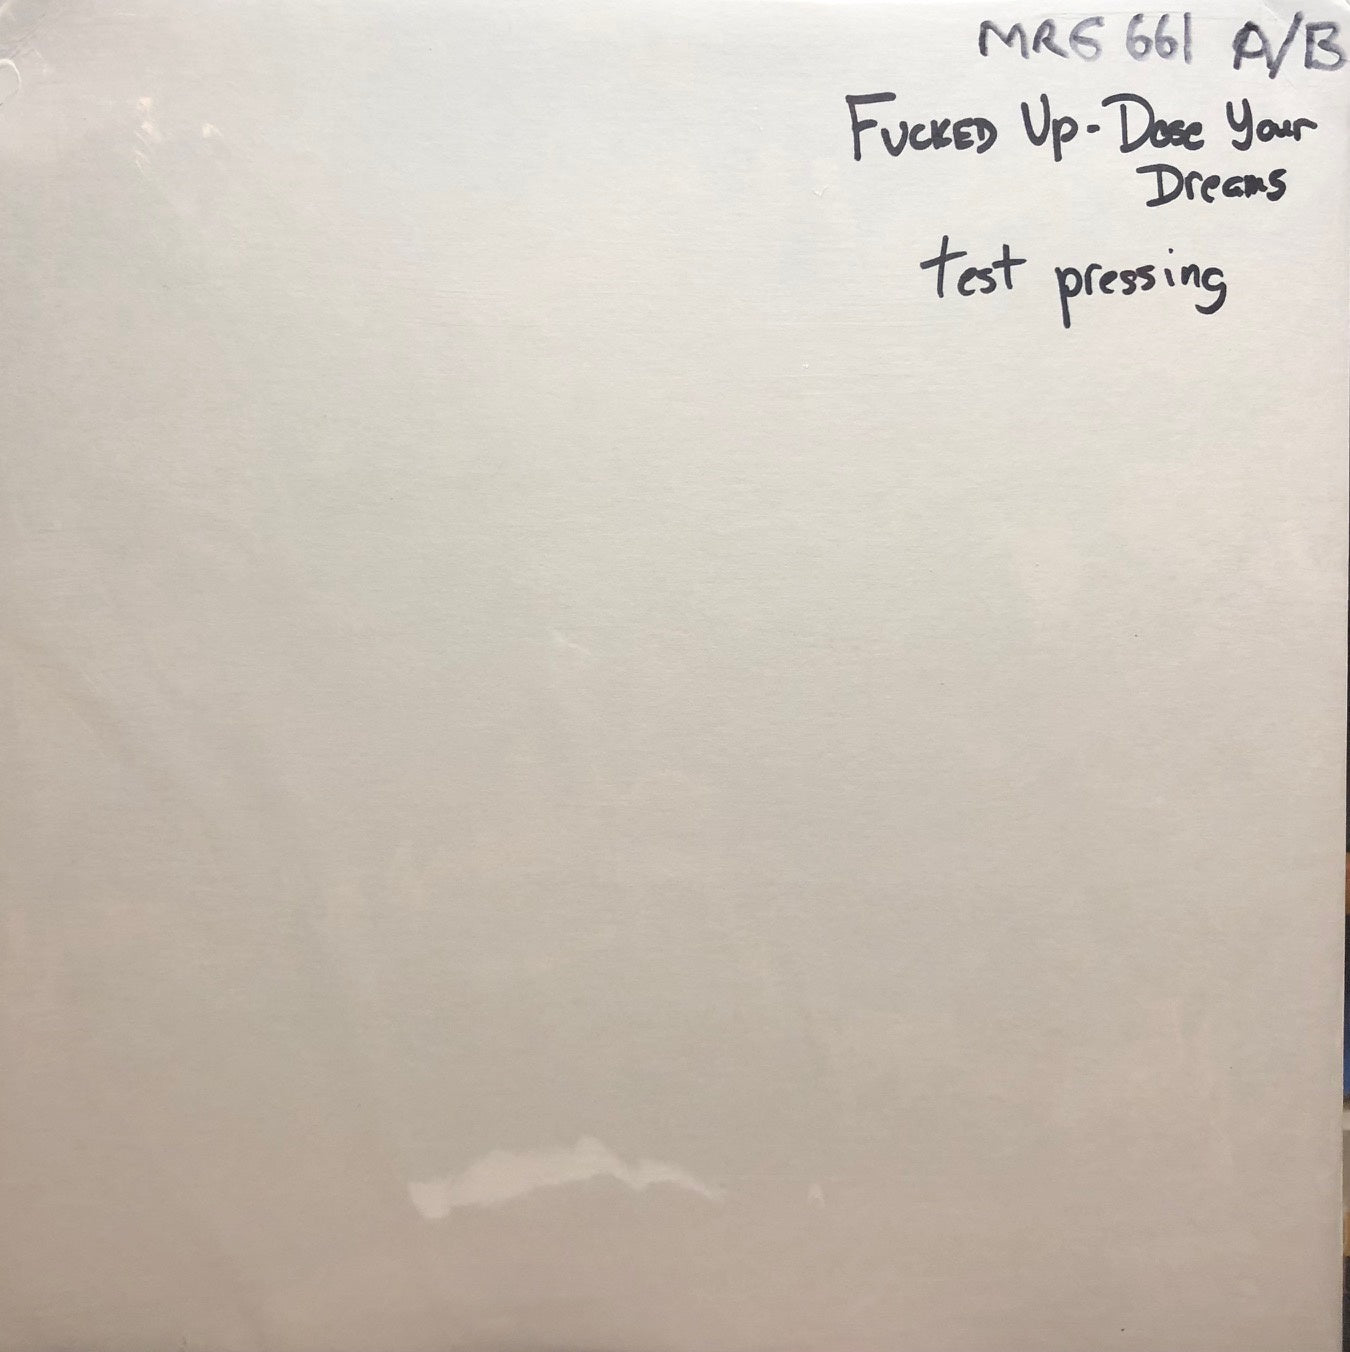 MRG 661 A/B
FUCKED Up - Dose Your
Dreams
test pressing